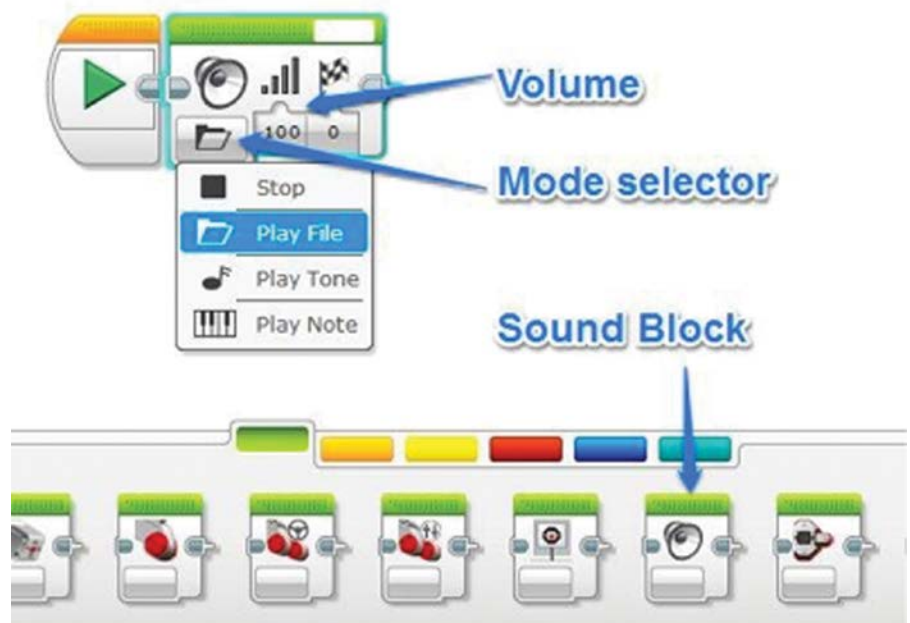 Volume
100 0
Mode selector
Stop
Play File
Play Tone
Play Note
Sound Block